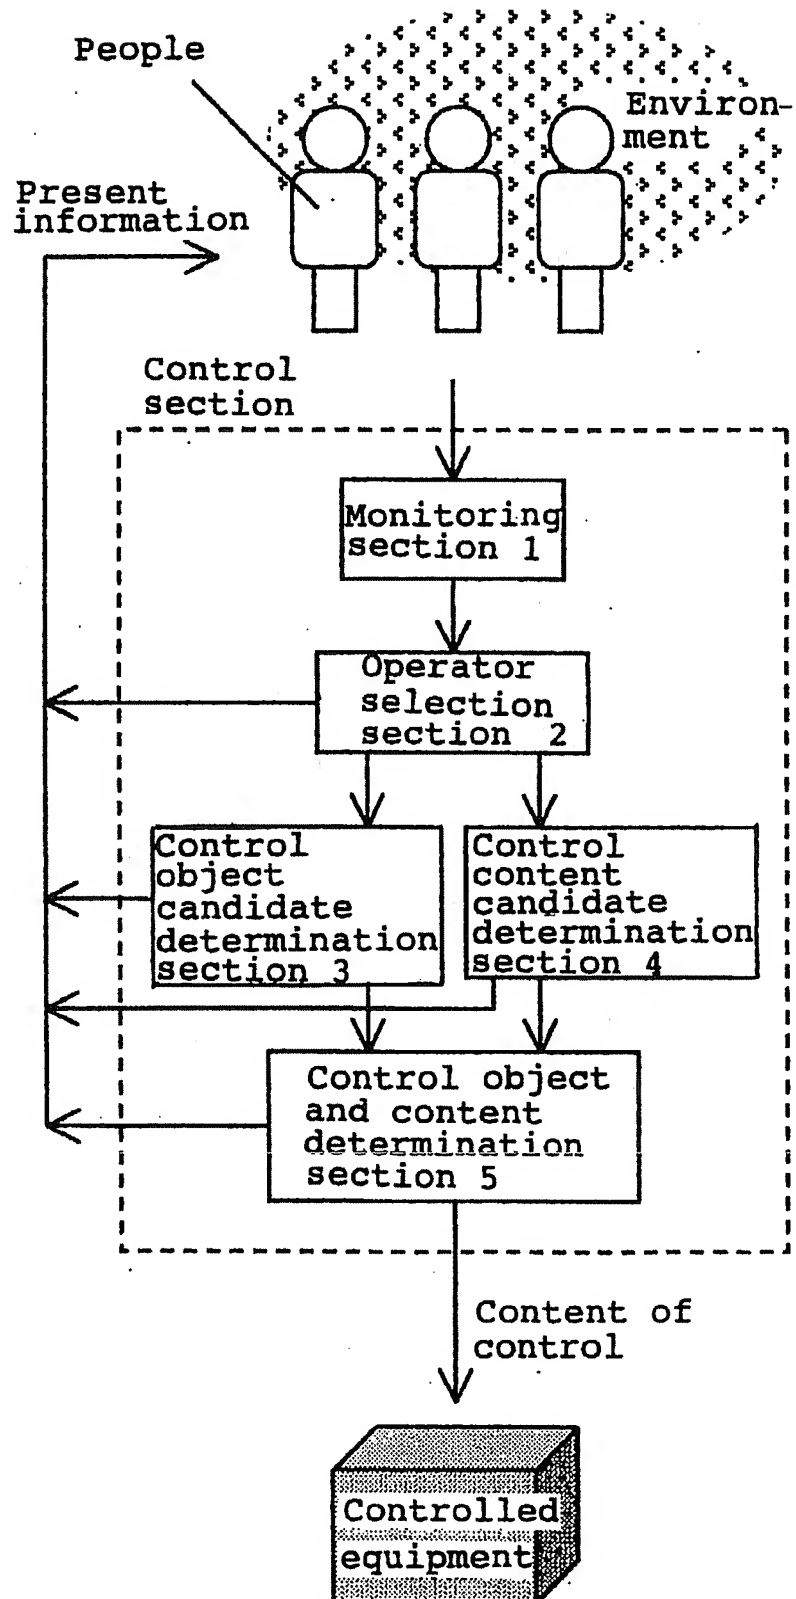 People
Environ-
ment
Present
information
Control
section
Monitoring
section 1
Operator
selection
section 2
Control
object
candidate
determination
section 3
Control
content
candidate
determination
section 4
Control object
and content
determination
section 5
Content of
control
Controlled
equipment